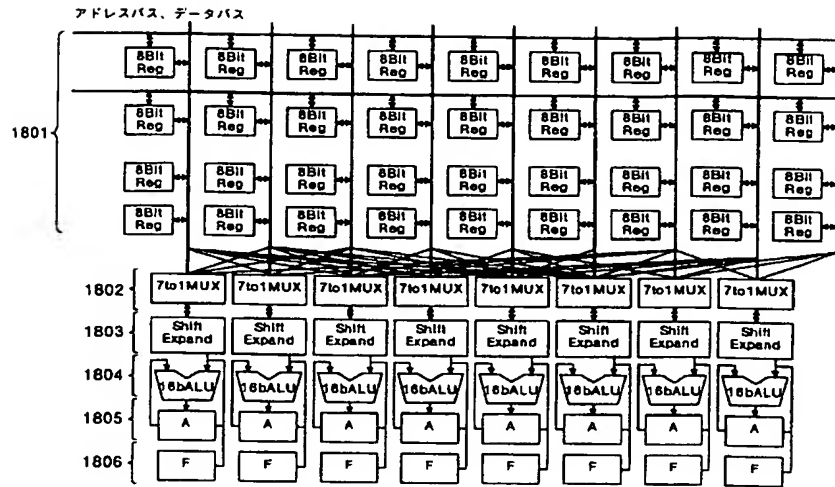 アドレスバス、データバス
8Bit 8Bit 8Bit 8Bit 8Bit 8Bit 8Bit 8Bit 8Bit
Reg Reg Reg Reg Reg Reg Reg Reg Reg
1801
8Bit 8Bit 8Bit 8Bit 8Bit 8Bit 8Bit 8Bit 8Bit
Reg Reg Reg Reg Reg Reg Reg Reg Reg
8Bit 8Bit 8Bit 8Bit 8Bit 8Bit 8Bit 8Bit 8Bit
Reg Reg Reg Reg Reg Reg Reg Reg Reg
8Bit 8Bit 8Bit 8Bit 8Bit 8Bit 8Bit 8Bit 8Bit
Reg Reg Reg Reg Reg Reg Reg Reg Reg
1802 7to1MUX 7to1MUX 7to1MUX 7to1MUX 7to1MUX 7to1MUX 7to1MUX 7to1MUX
1803
Shift Shift Shift Shift Shift Shift Shift Shift
Expand Expand Expand Expand Expand Expand Expand Expand
1804 16bALU 16bALU 16bALU 16bALU 16bALU 16bALU 16bALU 16bALU
1805 A A A A A A A A
1806 F F F F F F F F